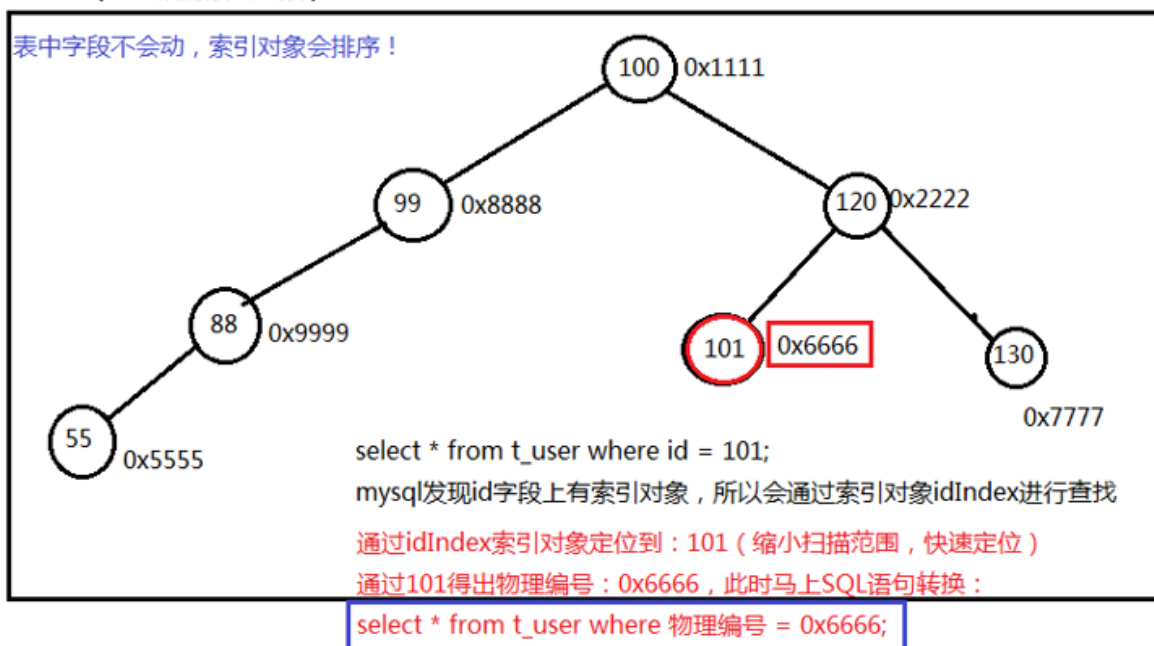 表中字段不会动，索引对象会排序！
100 0x1111
99 0x8888
120 0x2222
88 0x9999
101 0x6666
130
0x7777
55 0x5555
select * from t_user where id = 101;
mysql发现id字段上有索引对象，所以会通过索引对象idIndex进行查找
通过idIndex索引对象定位到：101（缩小扫描范围，快速定位）
通过101得出物理编号：0x6666，此时马上SQL语句转换：
select * from t_user where 物理编号 = 0x6666;